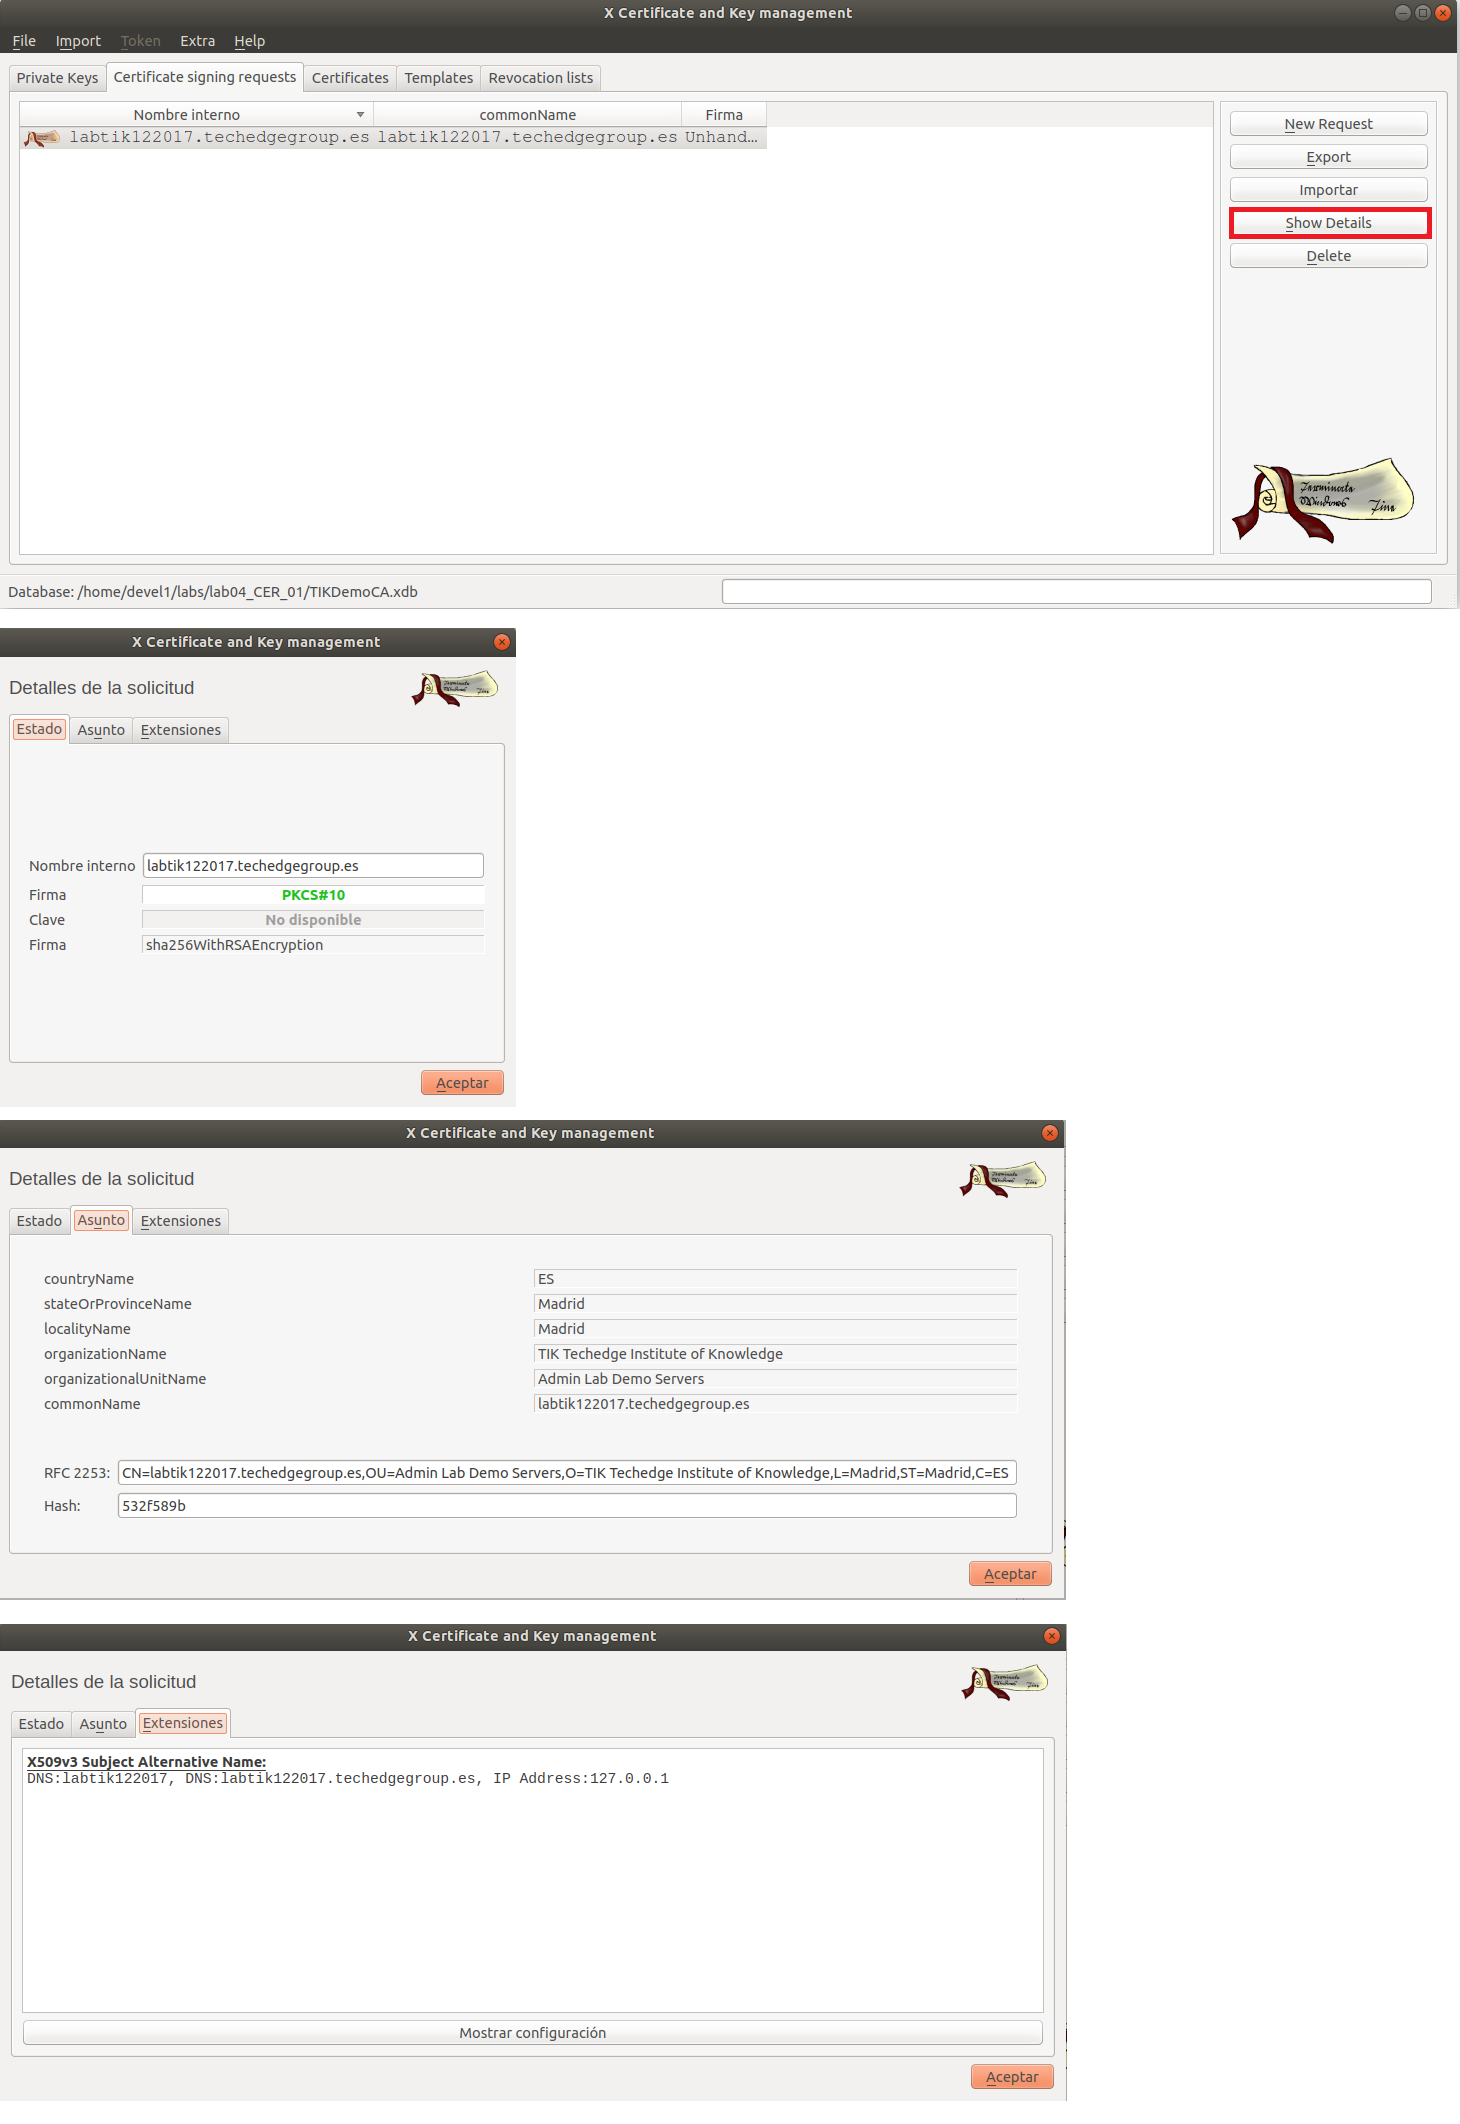 X Certificate and Key management
File Import Token Extra Help
Private Keys Certificate signing requests Certificates Templates Revocation lists
Nombre interno commonName Firma
labtik122017.techedgegroup.es labtik122017.techedgegroup.es Unhand...
New Request
Export
Importar
Show Details
Delete
Terminate
Windows
Time
Database: /home/devel1/labs/lab04_CER_01/TIKDemoCA.xdb
X Certificate and Key management
Detalles de la solicitud
Estado Asunto Extensiones
Nombre interno labtik122017.techedgegroup.es
Firma PKCS#10
Clave No disponible
Firma sha256WithRSAEncryption
Aceptar
X Certificate and Key management
Detalles de la solicitud
Estado Asunto Extensiones
countryName ES
stateOrProvinceName Madrid
localityName Madrid
organizationName TIK Techedge Institute of Knowledge
organizationalUnitName Admin Lab Demo Servers
commonName labtik122017.techedgegroup.es
RFC 2253: CN=labtik122017.techedgegroup.es,OU=Admin Lab Demo Servers,O=TIK Techedge Institute of Knowledge,L=Madrid,ST=Madrid,C=ES
Hash: 532f589b
Aceptar
X Certificate and Key management
Detalles de la solicitud
Estado Asunto Extensiones
X509v3 Subject Alternative Name:
DNS:labtik122017, DNS:labtik122017.techedgegroup.es, IP Address:127.0.0.1
Mostrar configuración
Aceptar